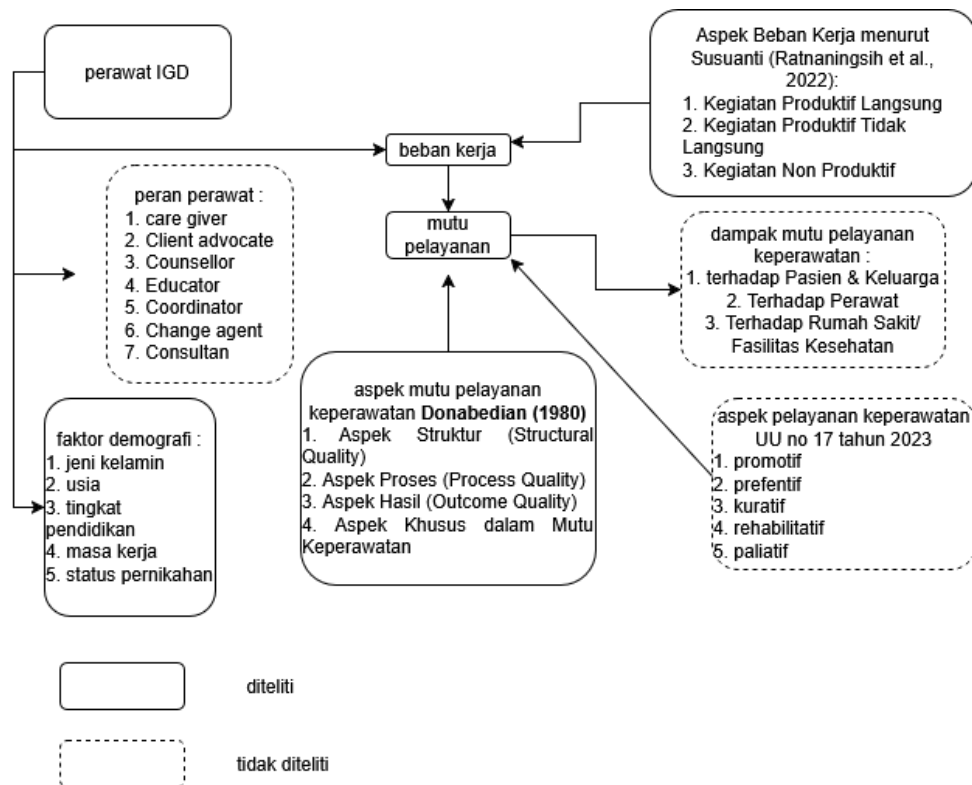 perawat IGD
Aspek Beban Kerja menurut
Susuanti (Ratnaningsih et al.,
2022):
1. Kegiatan Produktif Langsung
2. Kegiatan Produktif Tidak
Langsung
3. Kegiatan Non Produktif
beban kerja
peran perawat :
1. care giver
2. Client advocate
3. Counsellor
4. Educator
5. Coordinator
6. Change agent
7. Consultan
mutu
pelayanan
dampak mutu pelayanan
keperawatan :
1. terhadap Pasien & Keluarga
2. Terhadap Perawat
3. Terhadap Rumah Sakit/
Fasilitas Kesehatan
aspek mutu pelayanan
keperawatan Donabedian (1980)
1. Aspek Struktur (Structural
Quality)
2. Aspek Proses (Process Quality)
3. Aspek Hasil (Outcome Quality)
4. Aspek Khusus dalam Mutu
Keperawatan
aspek pelayanan keperawatan
UU no 17 tahun 2023
1. promotif
2. prefentif
3. kuratif
4. rehabilitatif
5. paliatif
faktor demografi :
1. jeni kelamin
2. usia
3. tingkat
pendidikan
4. masa kerja
5. status pernikahan
diteliti
tidak diteliti